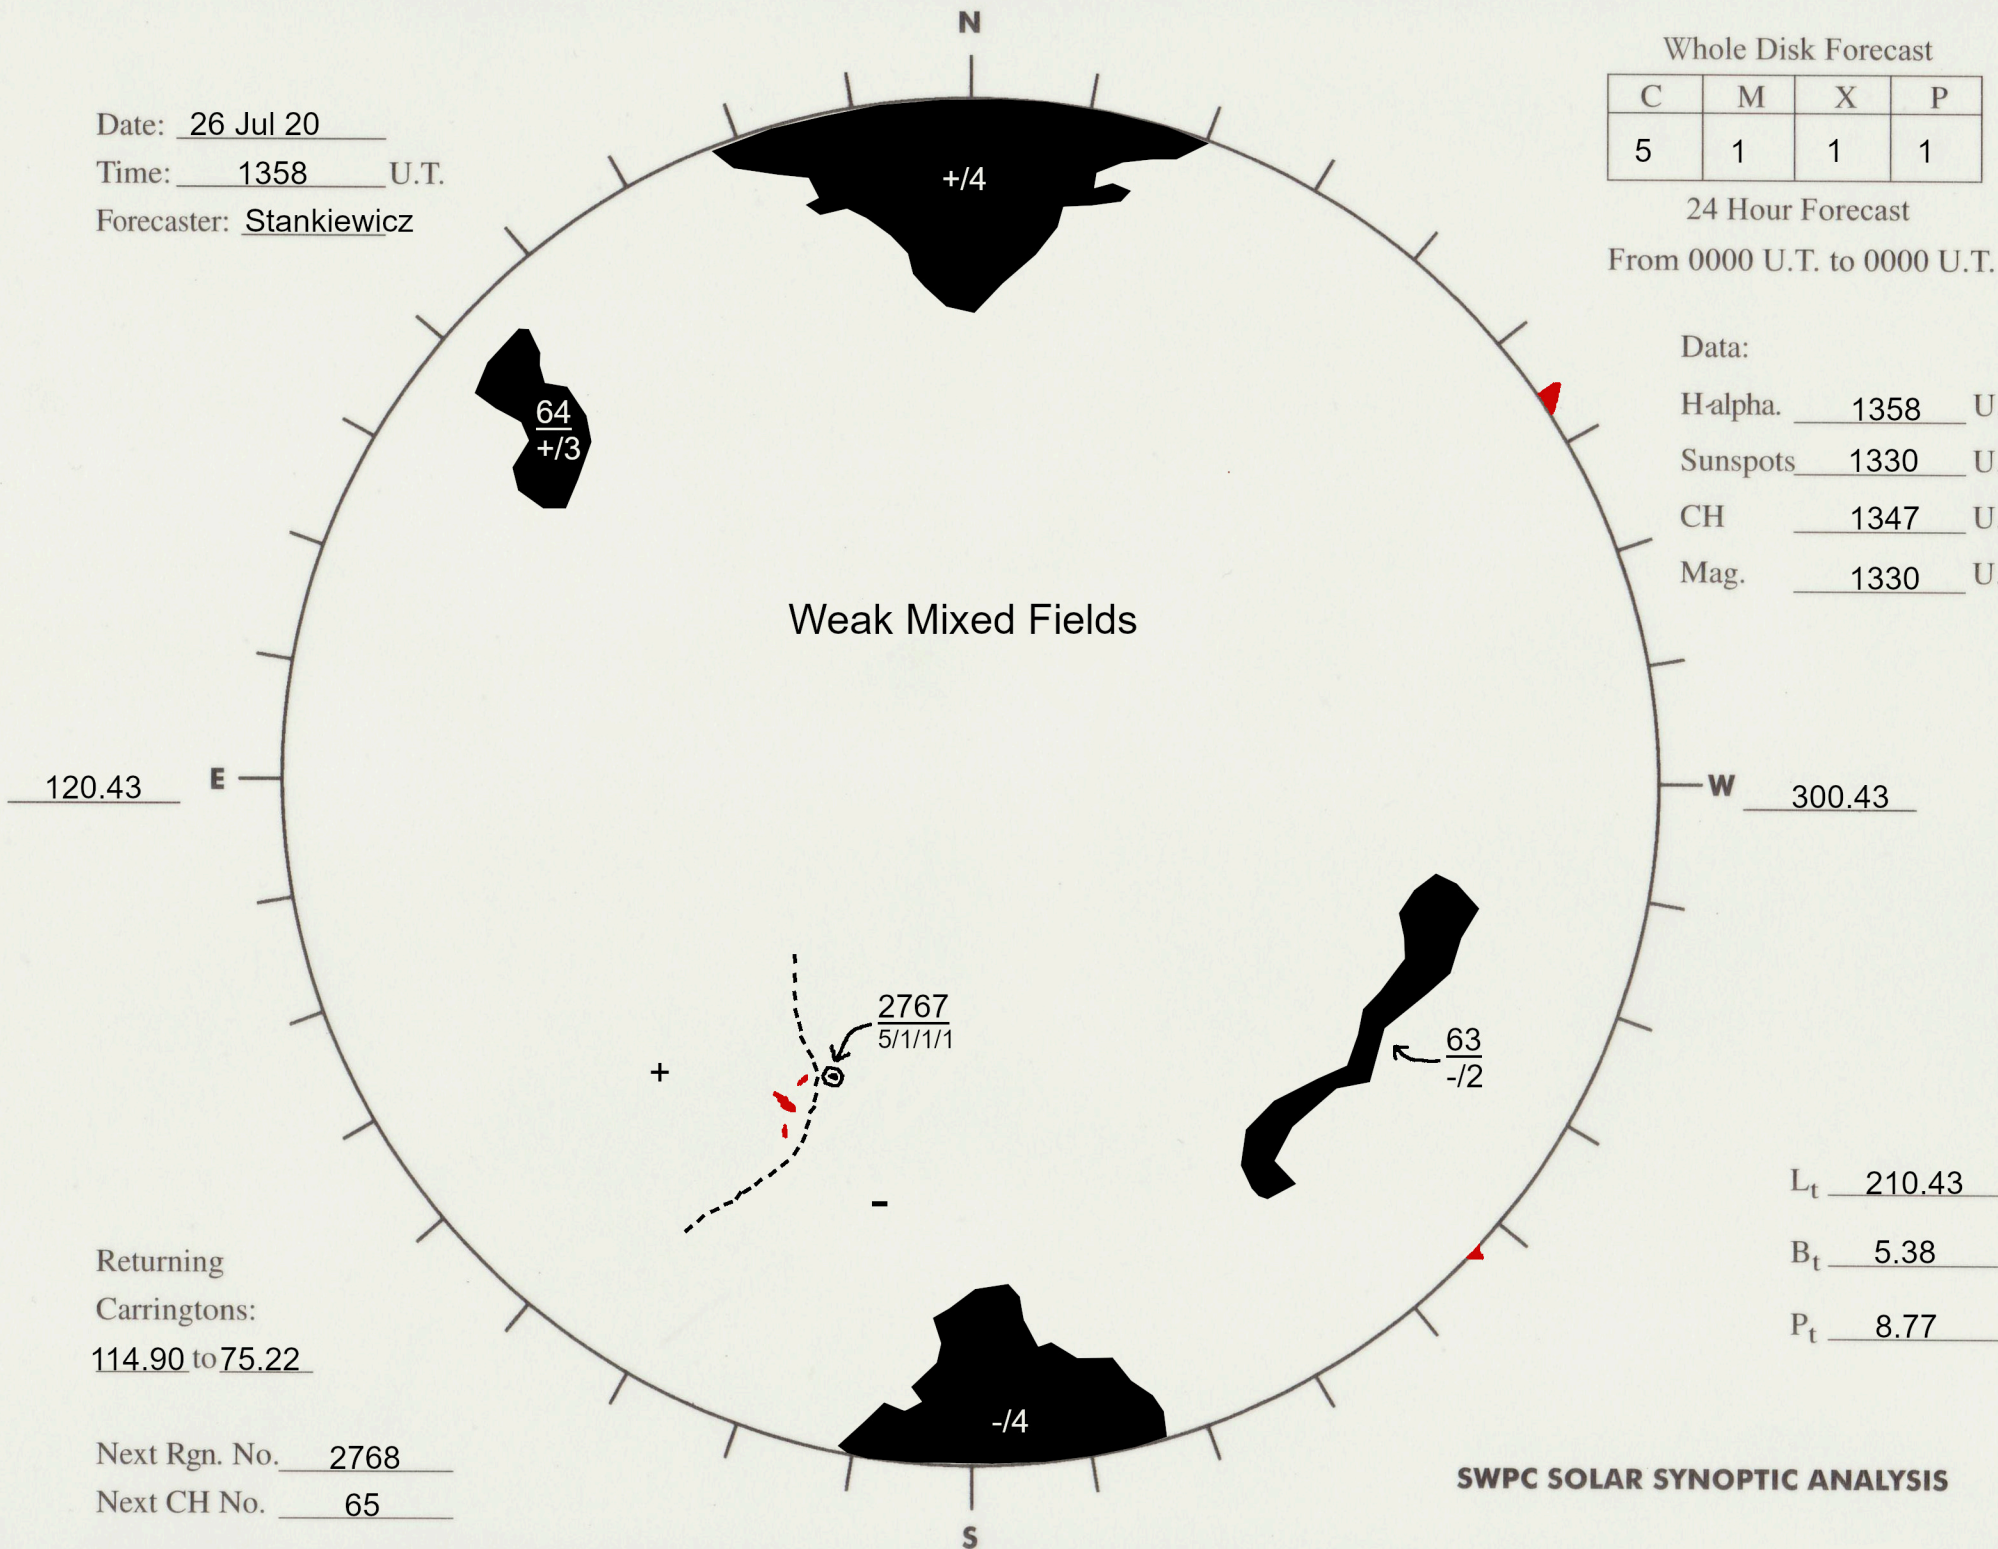 N
Whole Disk Forecast
C M X P
5 1 1 1
24 Hour Forecast
From 0000 U.T. to 0000 U.T.
Date: 26 Jul 20
Time: 1358 U.T.
Forecaster: Stankiewicz
+/4
Data:
H-alpha. 1358 U
Sunspots 1330 U
CH 1347 U
Mag. 1330 U
64
+/3
Weak Mixed Fields
120.43 E
W 300.43
2767
5/1/1/1
63
-/2
+
-
Lt 210.43
Bt 5.38
Pt 8.77
Returning
Carringtons:
114.90 to 75.22
-/4
Next Rgn. No. 2768
Next CH No. 65
SWPC SOLAR SYNOPTIC ANALYSIS
S